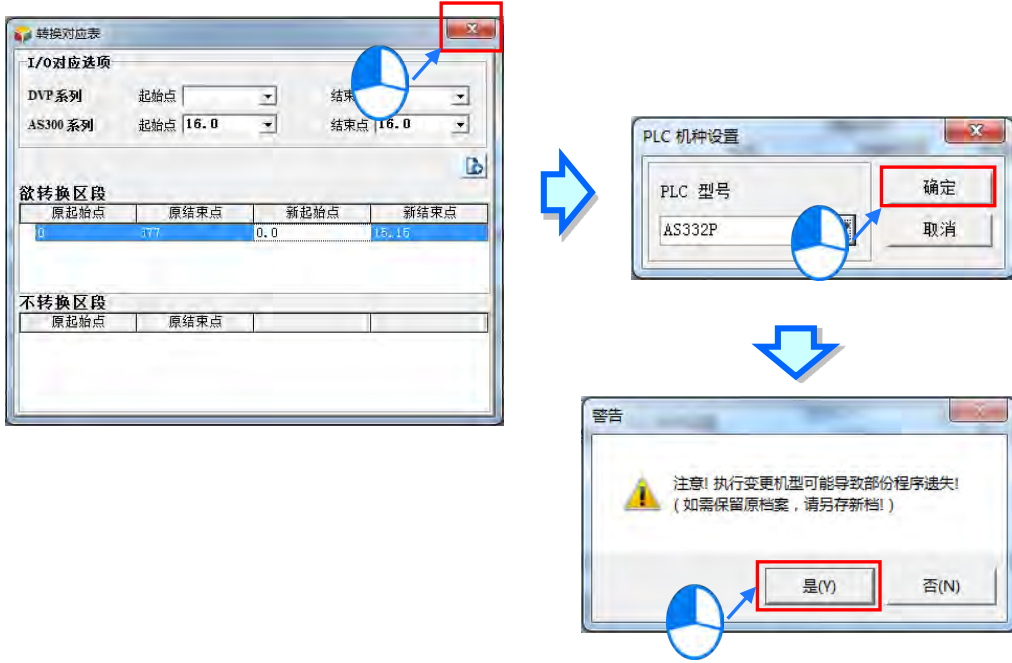 转换对应表
I/O对应选项
DVP系列 起始点 结束
AS300系列 起始点 16.0 结束点 16.0
欲转换区段
原起始点 原结束点 新起始点 新结束点
0 377 0.0 15.15
不转换区段
原起始点 原结束点
PLC 机种设置
PLC 型号
AS332P
确定
取消
警告
注意! 执行变更机型可能导致部份程序遗失!
( 如需保留原档案 , 请另存新档! )
是(Y) 否(N)